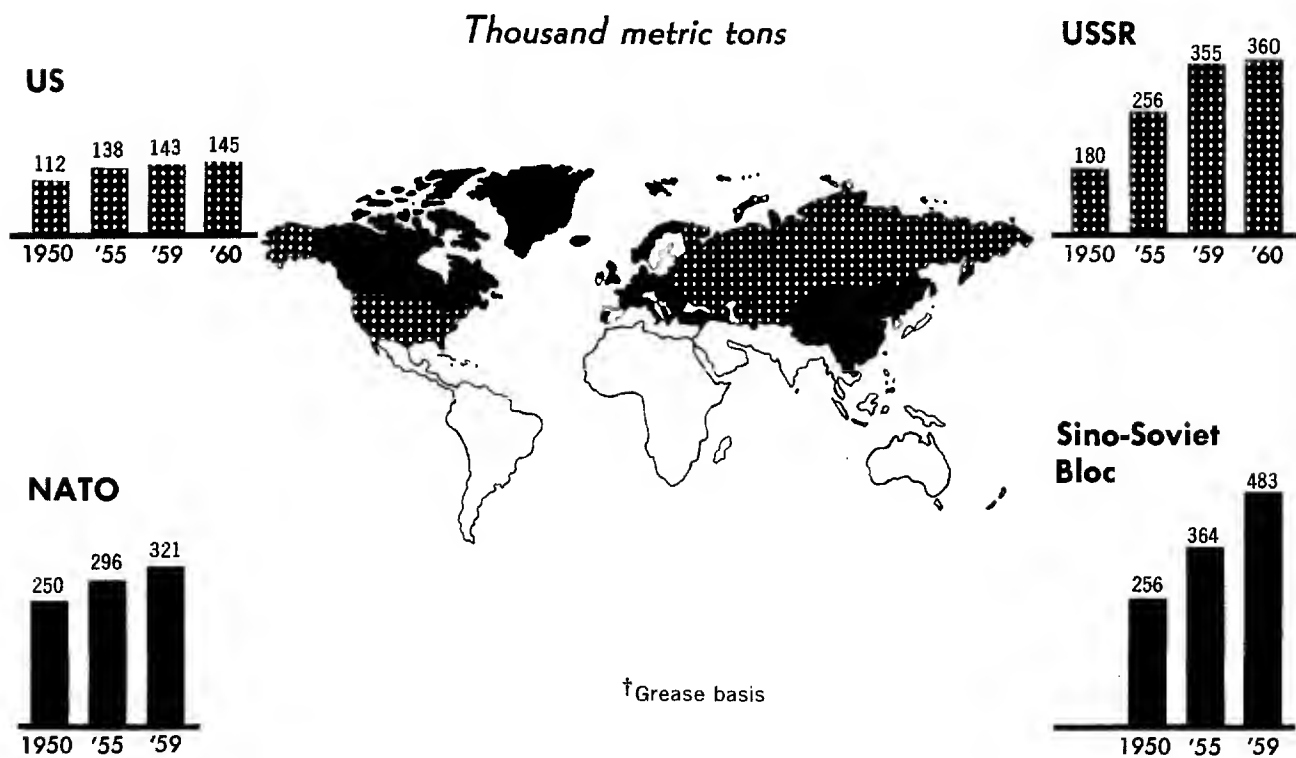 Thousand metric tons
US
112 138 143 145
1950 '55 '59 '60
USSR
180 256 355 360
1950 '55 '59 '60
NATO
250 296 321
1950 '55 '59
Sino-Soviet
Bloc
256 364 483
1950 '55 '59
†Grease basis